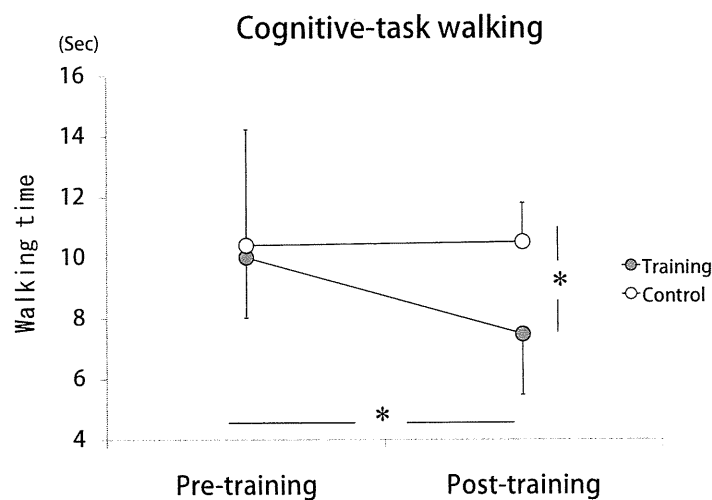 Cognitive-task walking
(Sec)
16
14
12
10
8
6
4
Walking time
*
*
Training
Control
Pre-training
Post-training